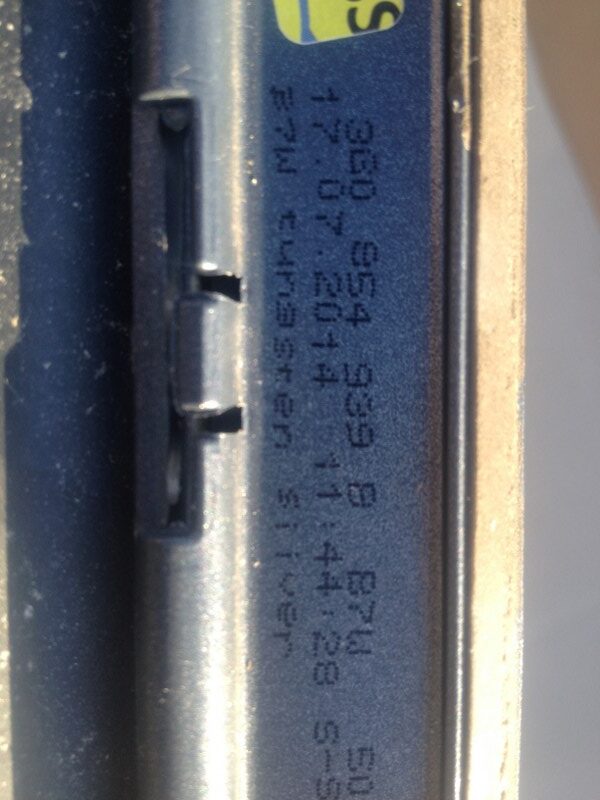 3G0 854 939 B B7W 50
17.07.2014 11:44:28 S-S
B7W tungsten silver